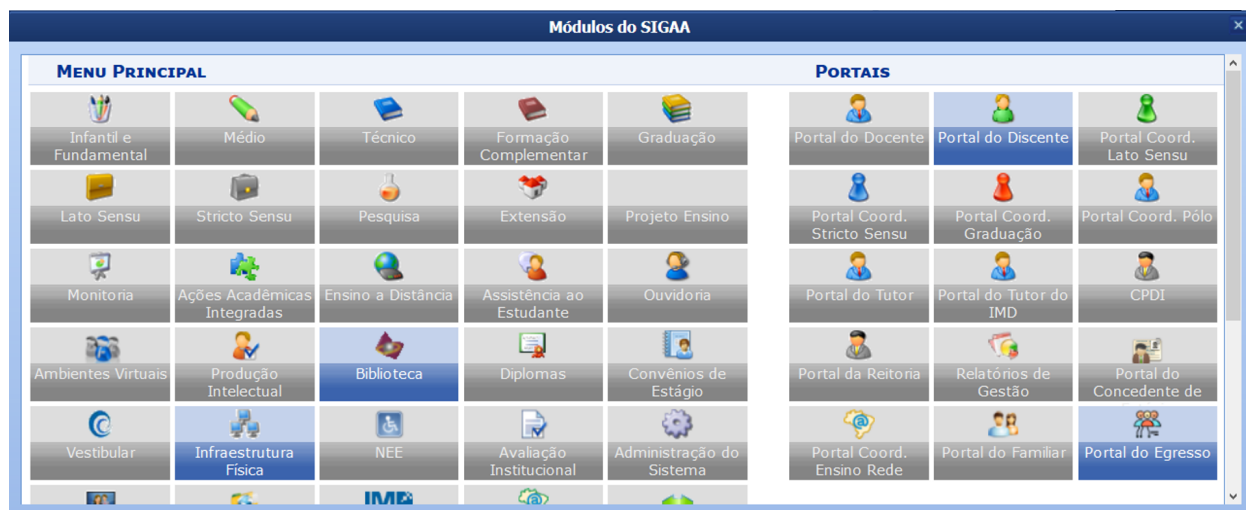 Módulos do SIGAA
MENU PRINCIPAL
PORTAIS
Infantil e
Fundamental
Médio
Técnico
Formação
Complementar
Graduação
Portal do Docente
Portal do Discente
Portal Coord.
Lato Sensu
Lato Sensu
Stricto Sensu
Pesquisa
Extensão
Projeto Ensino
Portal Coord.
Stricto Sensu
Portal Coord.
Graduação
Portal Coord. Pólo
Monitoria
Ações Acadêmicas
Integradas
Ensino a Distância
Assistência ao
Estudante
Ouvidoria
Portal do Tutor
Portal do Tutor do
IMD
CPDI
Ambientes Virtuais
Produção
Intelectual
Biblioteca
Diplomas
Convênios de
Estágio
Portal da Reitoria
Relatórios de
Gestão
Portal do
Concedente de
Vestibular
Infraestrutura
Física
NEE
Avaliação
Institucional
Administração do
Sistema
Portal Coord.
Ensino Rede
Portal do Familiar
Portal do Egresso